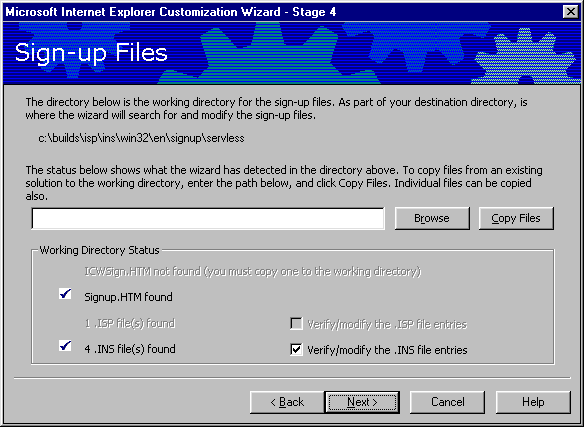 Microsoft Internet Explorer Customization Wizard - Stage 4
Sign-up Files
The directory below is the working directory for the sign-up files. As part of your destination directory, is
where the wizard will search for and modify the sign-up files.
c:\builds\isp\ins\win32\en\signup\servless
The status below shows what the wizard has detected in the directory above. To copy files from an existing
solution to the working directory, enter the path below, and click Copy Files. Individual files can be copied
also.
Browse Copy Files
Working Directory Status
ICWSign.HTM not found (you must copy one to the working directory)
Signup.HTM found
1 .ISP file(s) found Verify/modify the .ISP file entries
4 .INS file(s) found Verify/modify the .INS file entries
< Back Next > Cancel Help